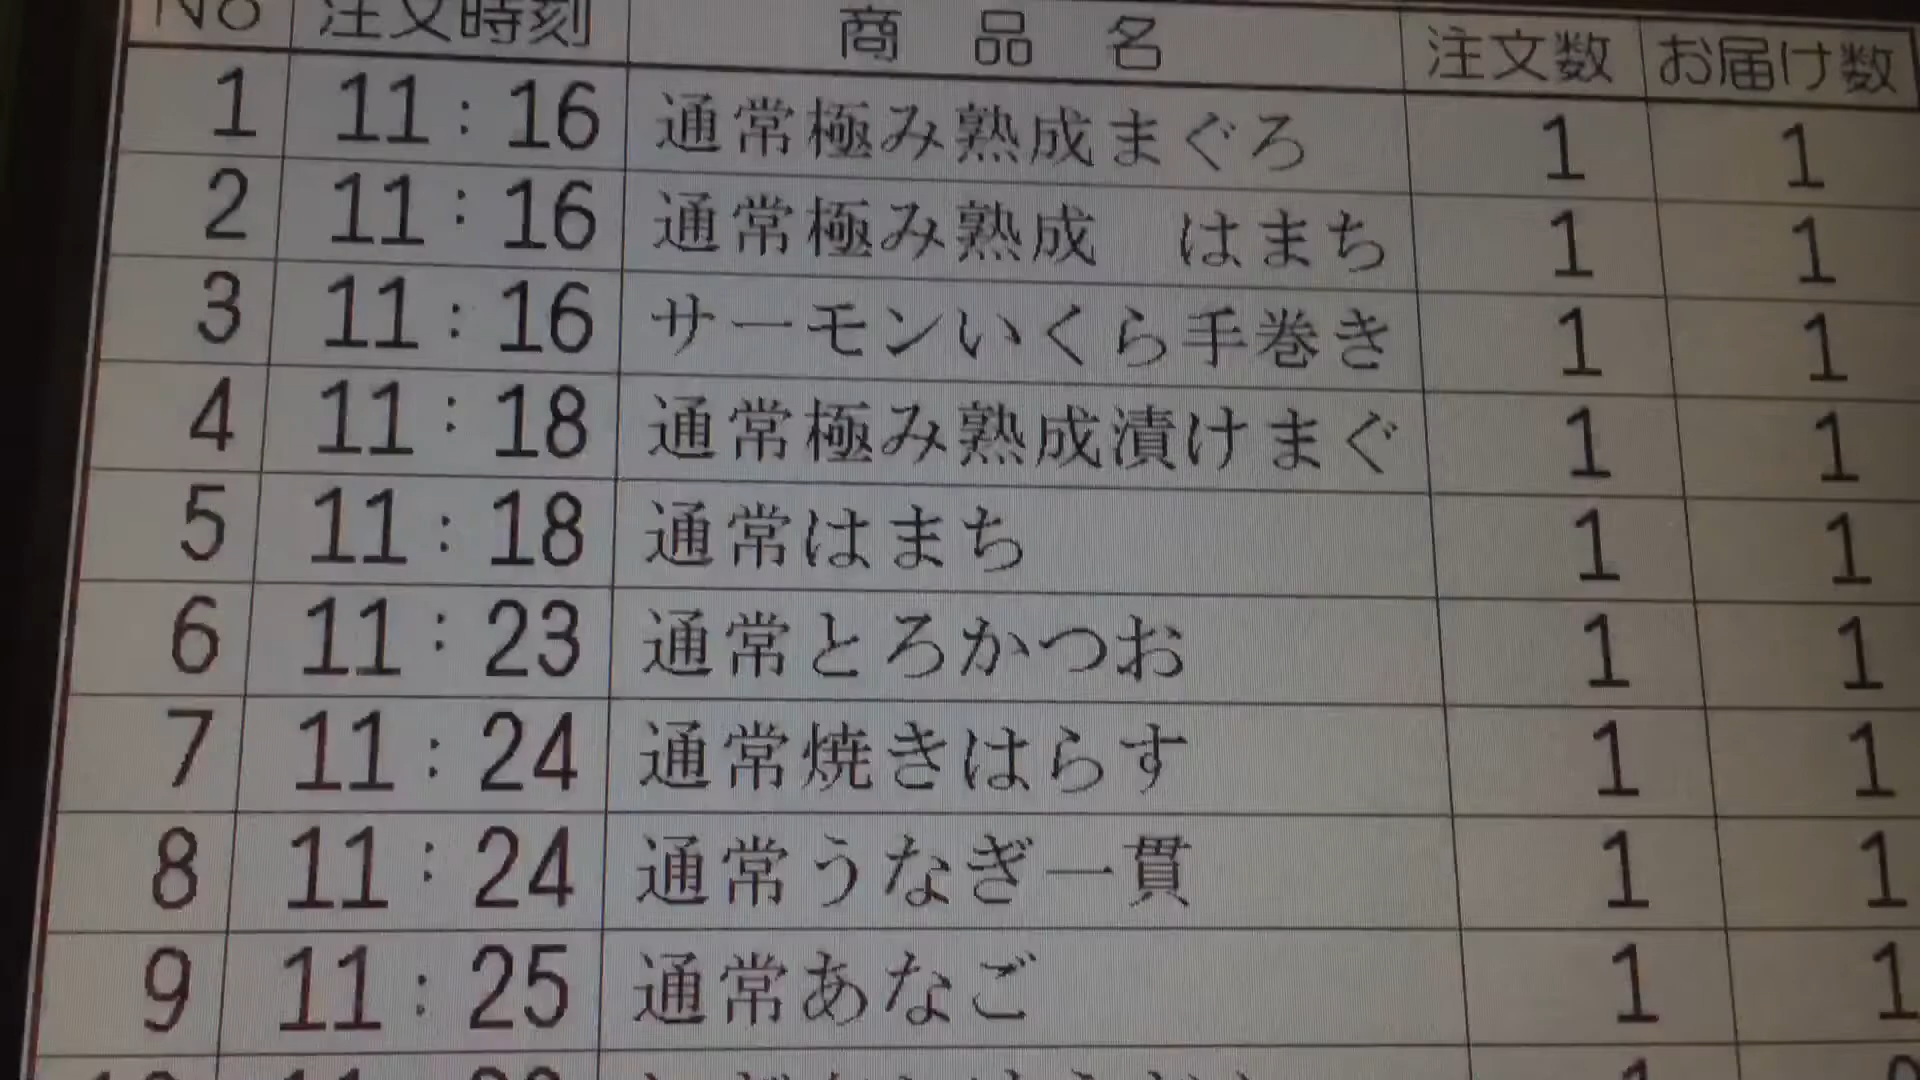 No 注文時刻 商 品 名 注文数 お届け数
1 11:16 通常極み熟成まぐろ 1 1
2 11:16 通常極み熟成 はまち 1 1
3 11:16 サーモンいくら手巻き 1 1
4 11:18 通常極み熟成漬けまぐ 1 1
5 11:18 通常はまち 1 1
6 11:23 通常とろかつお 1 1
7 11:24 通常焼きはらす 1 1
8 11:24 通常うなぎ一貫 1 1
9 11:25 通常あなご 1 1